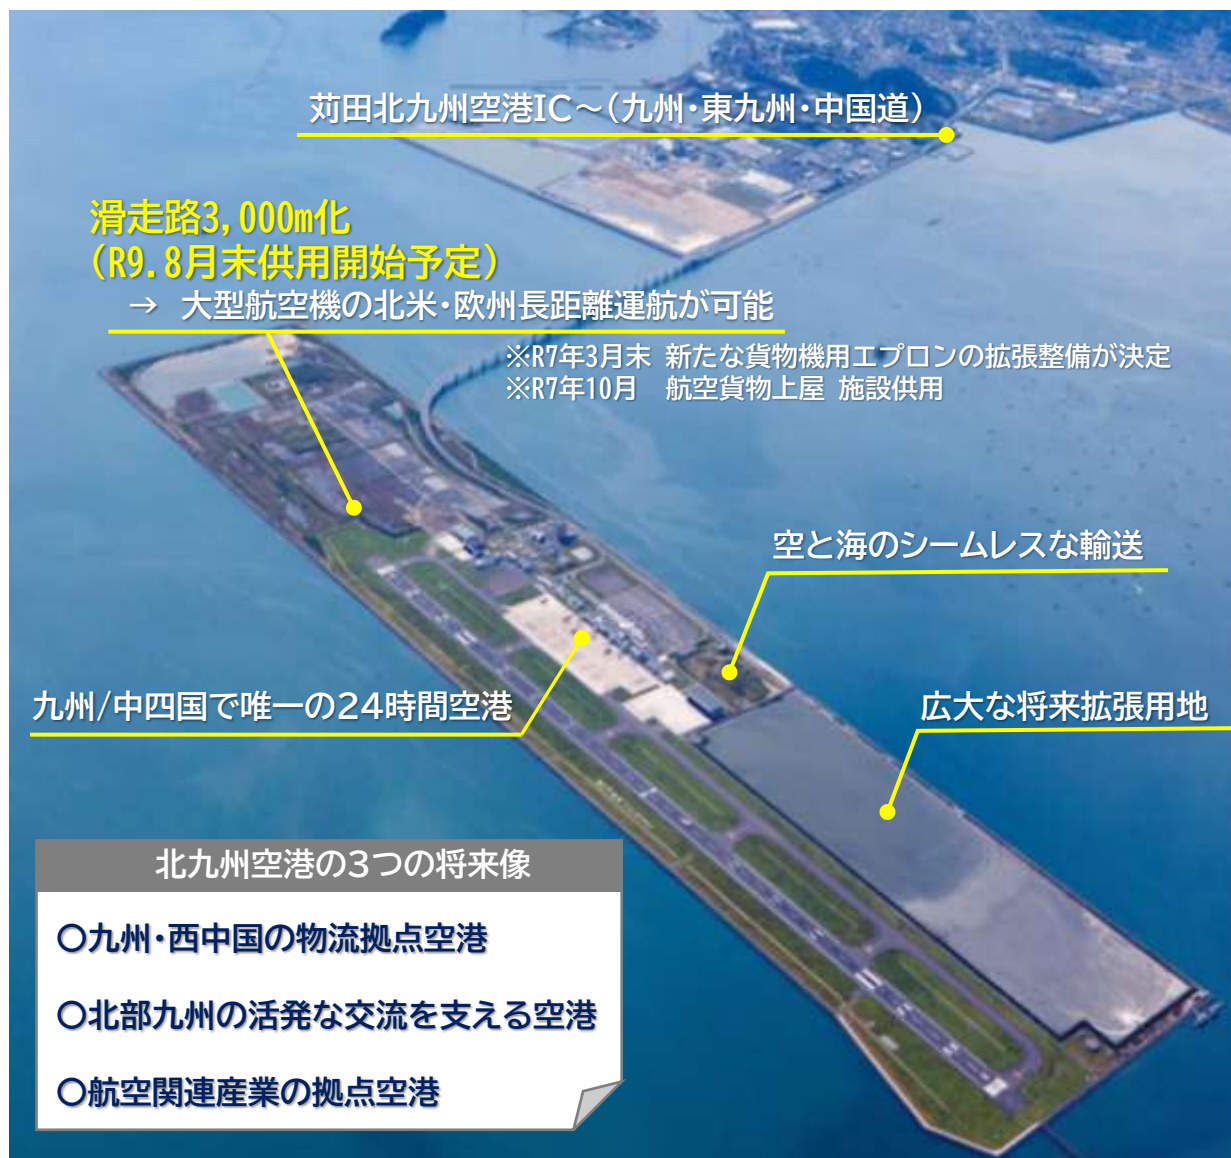 苅田北九州空港IC～(九州・東九州・中国道)
滑走路3,000m化
(R9.8月末供用開始予定)
→ 大型航空機の北米・欧州長距離運航が可能
※R7年3月末 新たな貨物機用エプロンの拡張整備が決定
※R7年10月 航空貨物上屋 施設供用
空と海のシームレスな輸送
九州/中四国で唯一の24時間空港
広大な将来拡張用地
北九州空港の3つの将来像
○九州・西中国の物流拠点空港
○北部九州の活発な交流を支える空港
○航空関連産業の拠点空港